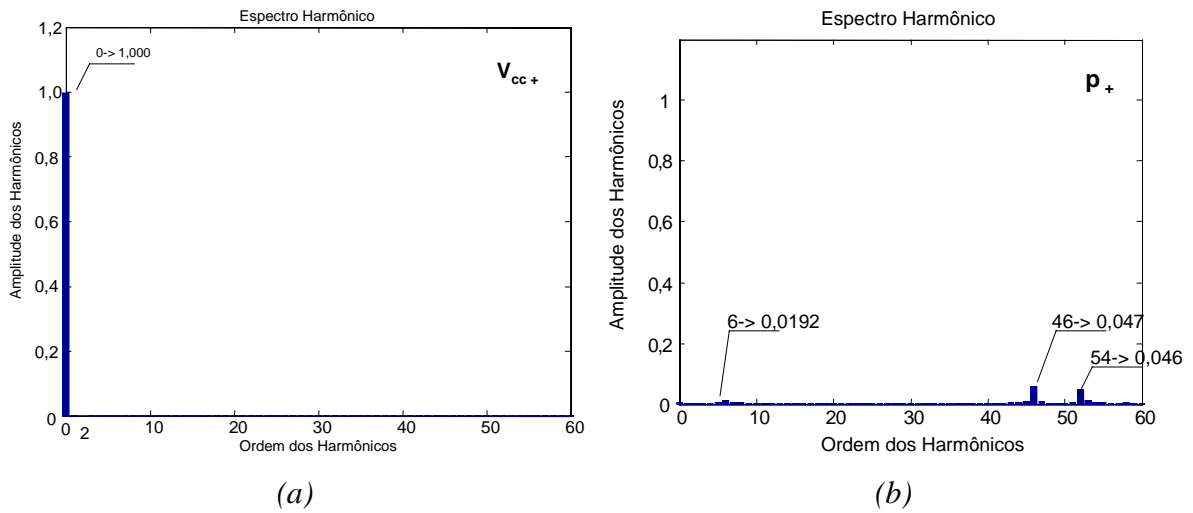 Espectro Harmônico
1,2
1,0
0,8
0,6
0,4
0,2
0
0-> 1,000
V cc +
Amplitude dos Harmônicos
0 2 10 20 30 40 50 60
Ordem dos Harmônicos
(a)
Espectro Harmônico
1
0,8
0,6
0,4
0,2
0
p +
6-> 0,0192
46-> 0,047
54-> 0,046
Amplitude dos Harmônicos
0 10 20 30 40 50 60
Ordem dos Harmônicos
(b)